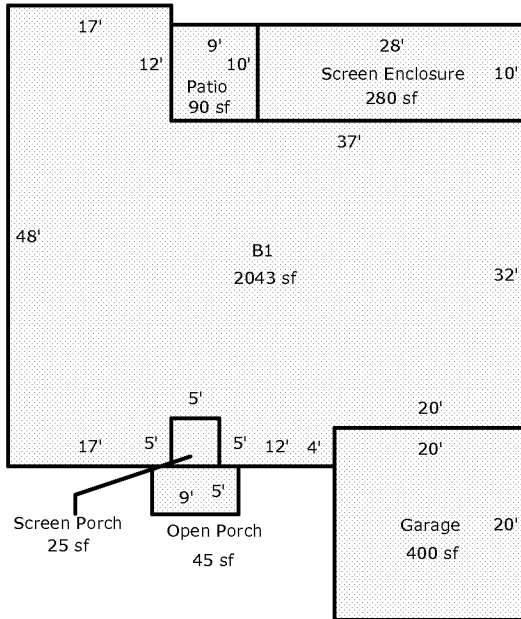 17'
9'
28'
12'
10'
Screen Enclosure
10'
Patio
280 sf
90 sf
37'
48'
B1
2043 sf
32'
5'
20'
17'
5'
5'
12'
4'
20'
9'
5'
Screen Porch
25 sf
Open Porch
45 sf
Garage
400 sf
20'